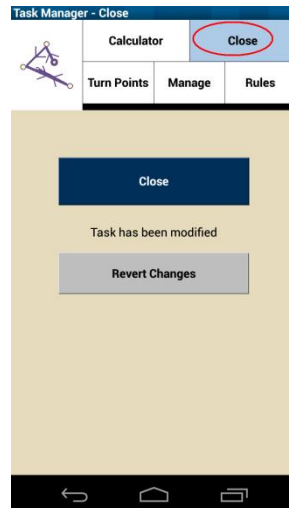 Task Manager - Close
Calculator
Close
Turn Points
Manage
Rules
Close
Task has been modified
Revert Changes